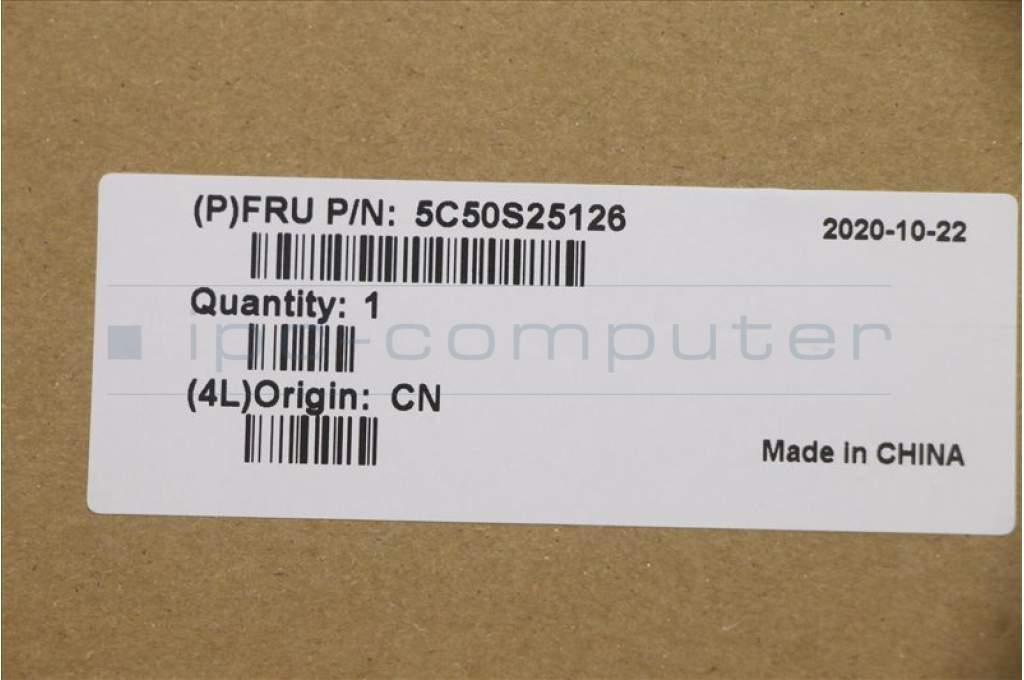 (P)FRU P/N: 5C50S25126
2020-10-22
Quantity: 1
ipc-computer
(4L)Origin: CN
Made in CHINA